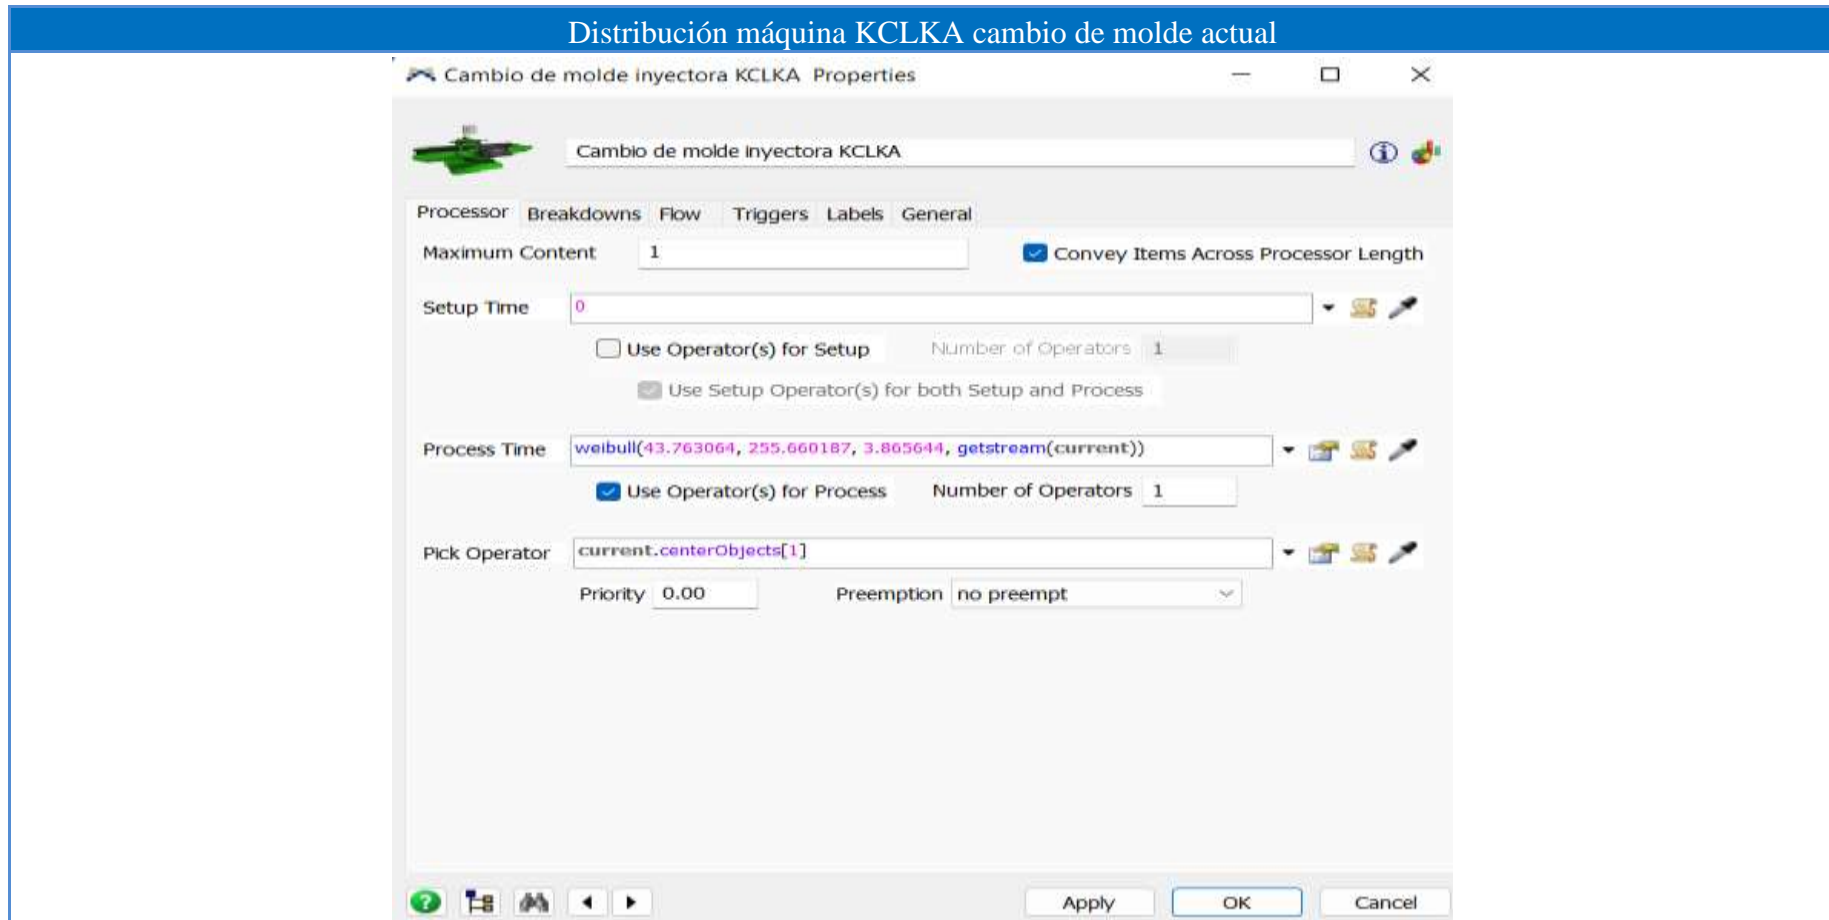 Distribución máquina KCLKA cambio de molde actual
Cambio de molde inyectora KCLKA Properties
Cambio de molde inyectora KCLKA
Processor Breakdowns Flow Triggers Labels General
Maximum Content 1 Convey Items Across Processor Length
Setup Time 0
Use Operator(s) for Setup Number of Operators 1
Use Setup Operator(s) for both Setup and Process
Process Time weibull(43.763064, 255.660187, 3.865644, getstream(current))
Use Operator(s) for Process Number of Operators 1
Pick Operator current.centerObjects[1]
Priority 0.00 Preemption no preempt
Apply OK Cancel